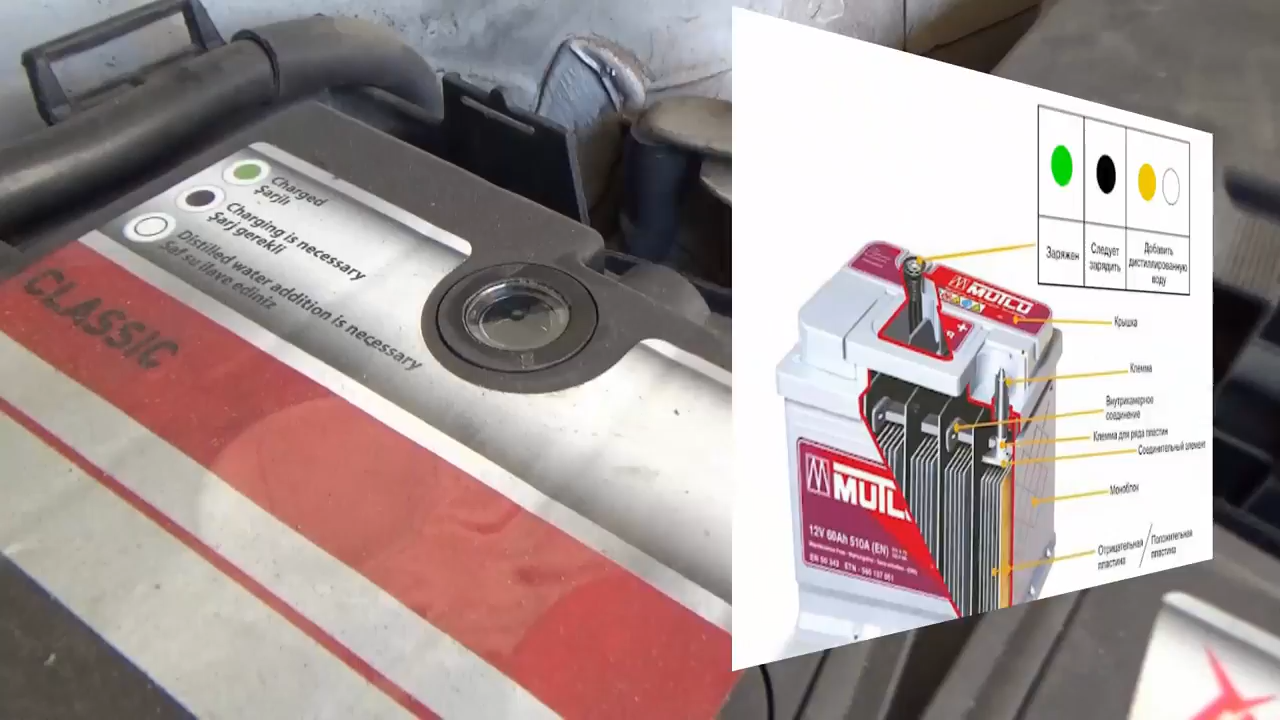 Charged
Şarjlı
Charging is necessary
Şarj gerekli
Distilled water addition is necessary
Saf su ilave ediniz
CLASSIC
Заряжен
Следует
зарядить
Добавить
дистиллированную
воду
MUTLU
Крышка
Клемма
Внутрикамерное
соединение
Клемма для ряда пластин
Соединительный элемент
Моноблок
Отрицательная / Положительная
пластина пластина
MUTL
12V 60Ah 510A (EN)